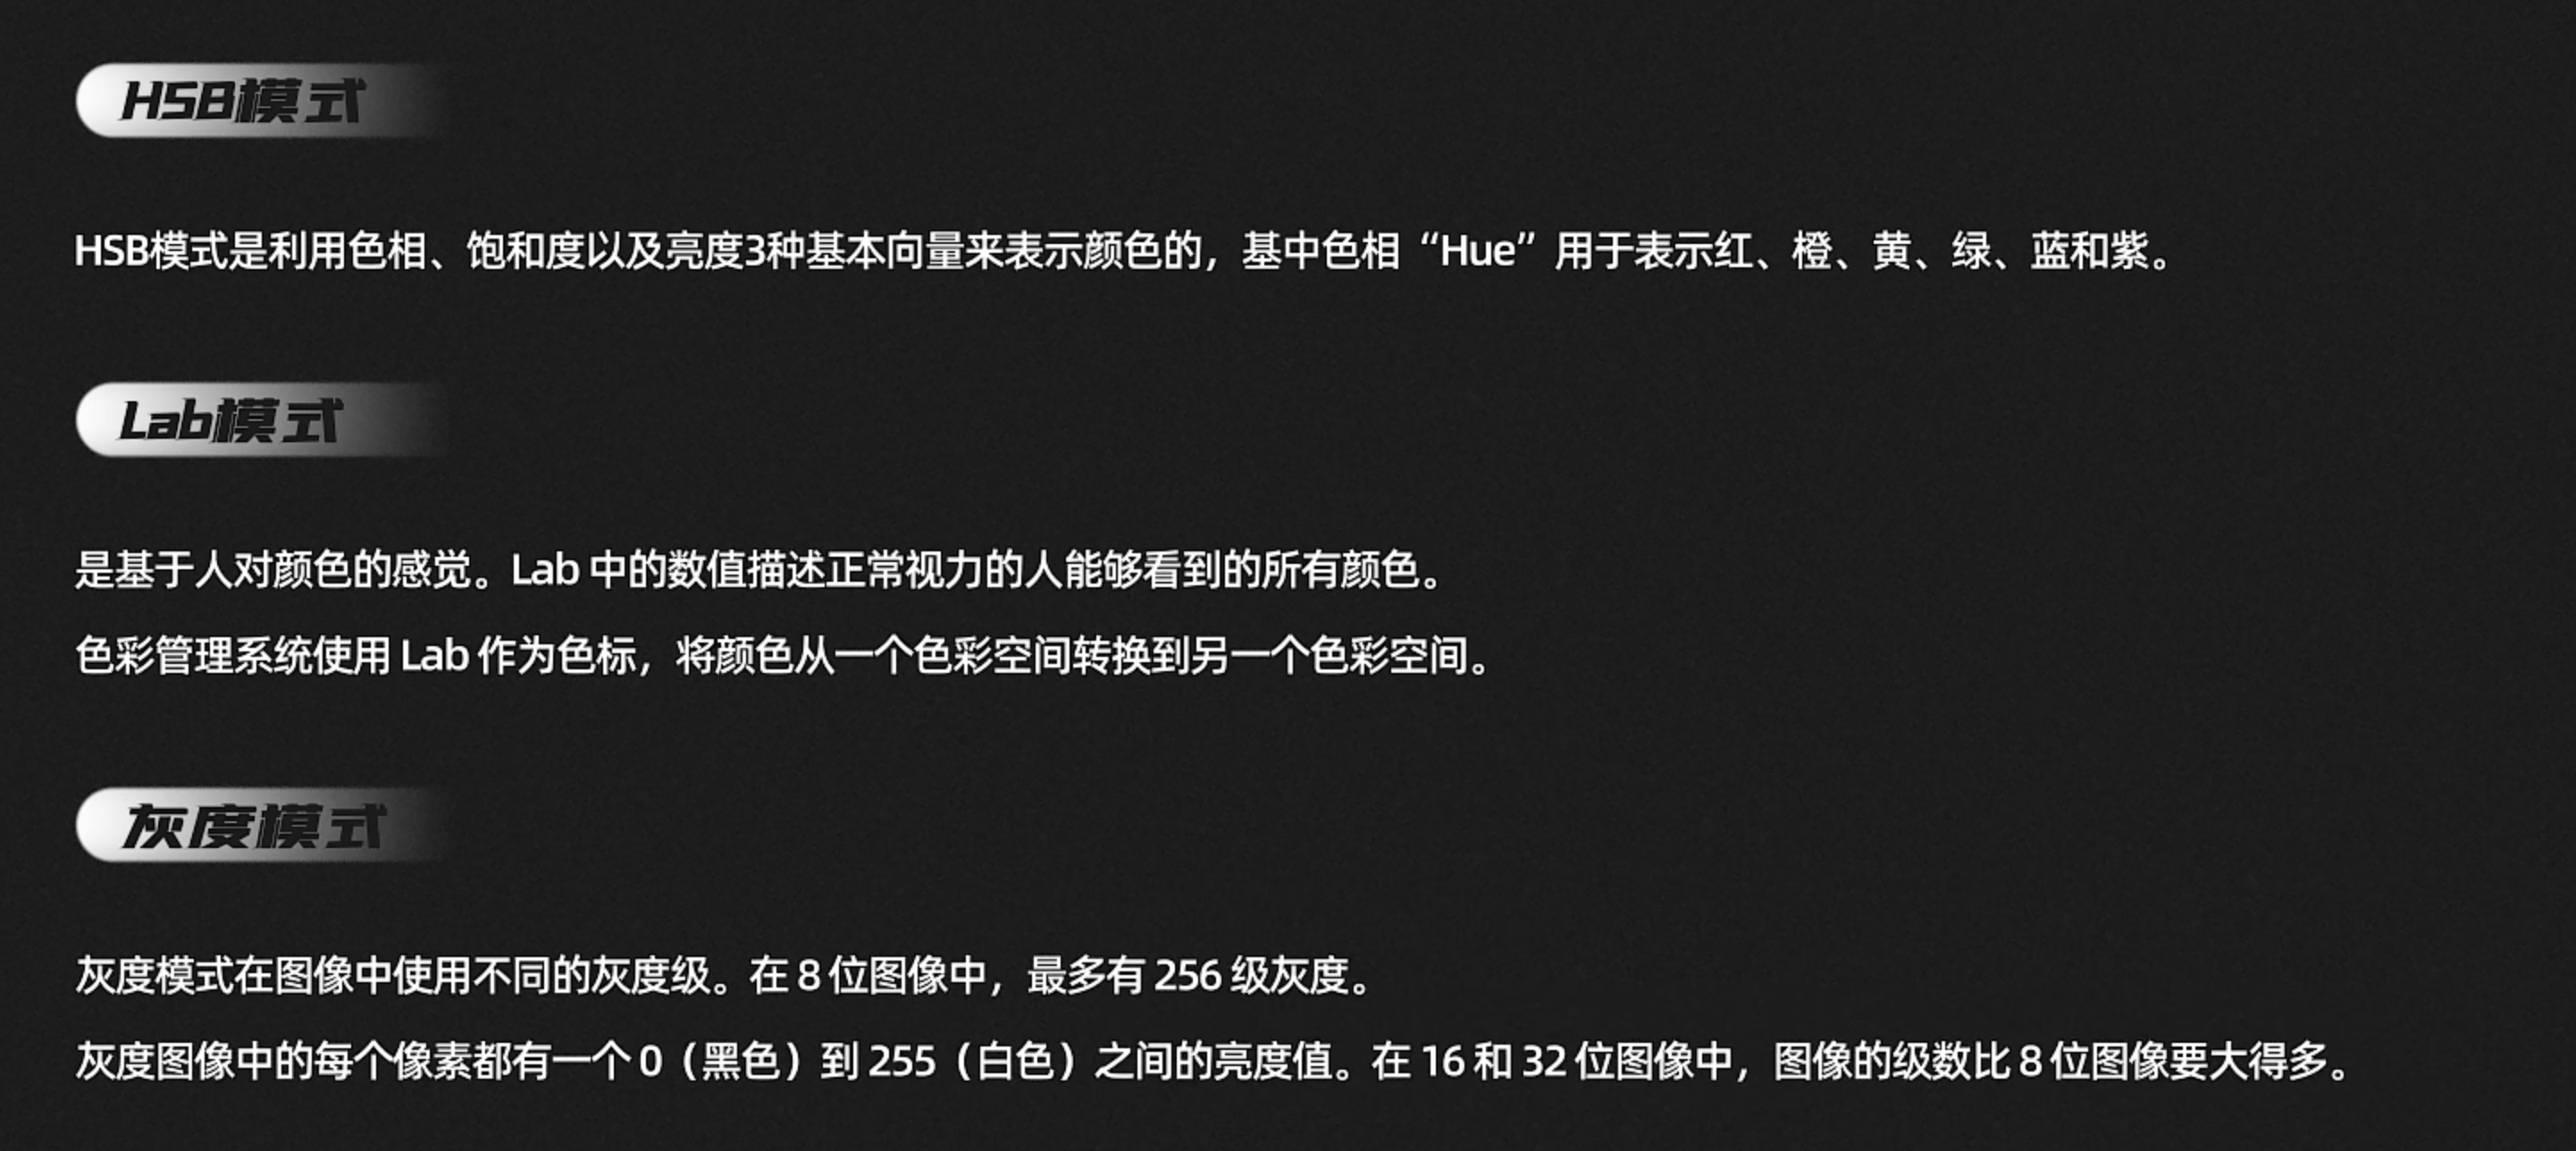 HSB模式
HSB模式是利用色相、饱和度以及亮度3种基本向量来表示颜色的，基中色相“Hue”用于表示红、橙、黄、绿、蓝和紫。
Lab模式
是基于人对颜色的感觉。Lab 中的数值描述正常视力的人能够看到的所有颜色。
色彩管理系统使用 Lab 作为色标，将颜色从一个色彩空间转换到另一个色彩空间。
灰度模式
灰度模式在图像中使用不同的灰度级。在 8 位图像中，最多有 256 级灰度。
灰度图像中的每个像素都有一个 0（黑色）到 255（白色）之间的亮度值。在 16 和 32 位图像中，图像的级数比 8 位图像要大得多。